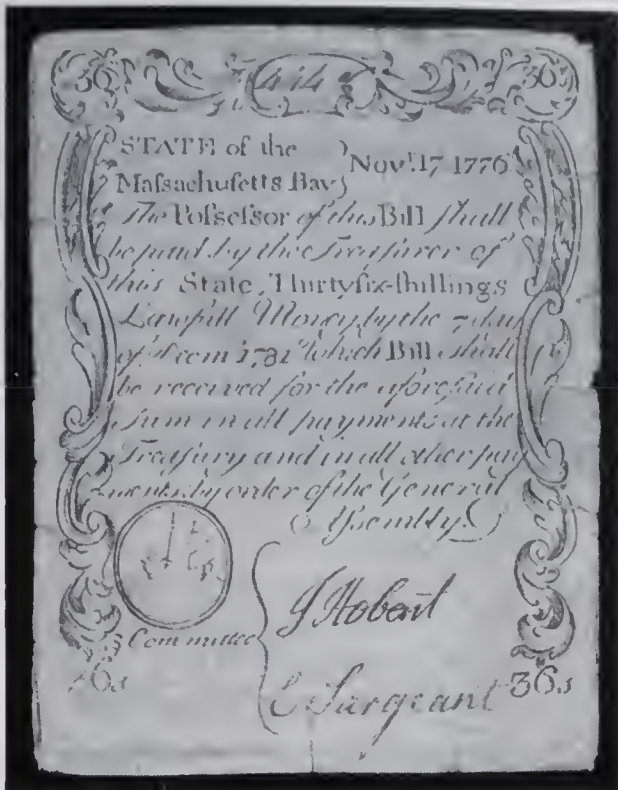 36s 36s
STATE of the
Maſsachuſetts Bay } Novr. 17 1776
The Poſseſsor of this Bill ſhall
be paid by the Treaſurer of
this State, Thirtyſix-ſhillings
Lawfull Money, by the 7 day
of Decem 1781 Which Bill ſhall
be received for the aforeſaid
Sum in all payments at the
Treaſury and in all other pay
ments, by order of the General
Aſsembly.
Committee { J Hobart
36s Sargeant 36s